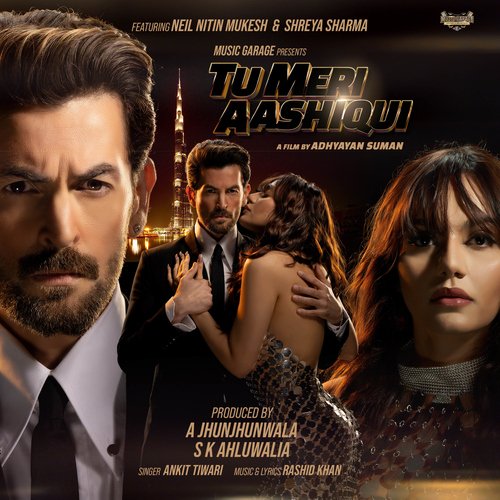 FEATURING NEIL NITIN MUKESH & SHREYA SHARMA
MUSIC GARAGE PRESENTS
TU MERI
AASHIQUI
A FILM BY ADHYAYAN SUMAN
PRODUCED BY
A JHUNJHUNWALA
S K AHLUWALIA
SINGER ANKIT TIWARI MUSIC & LYRICS RASHID KHAN